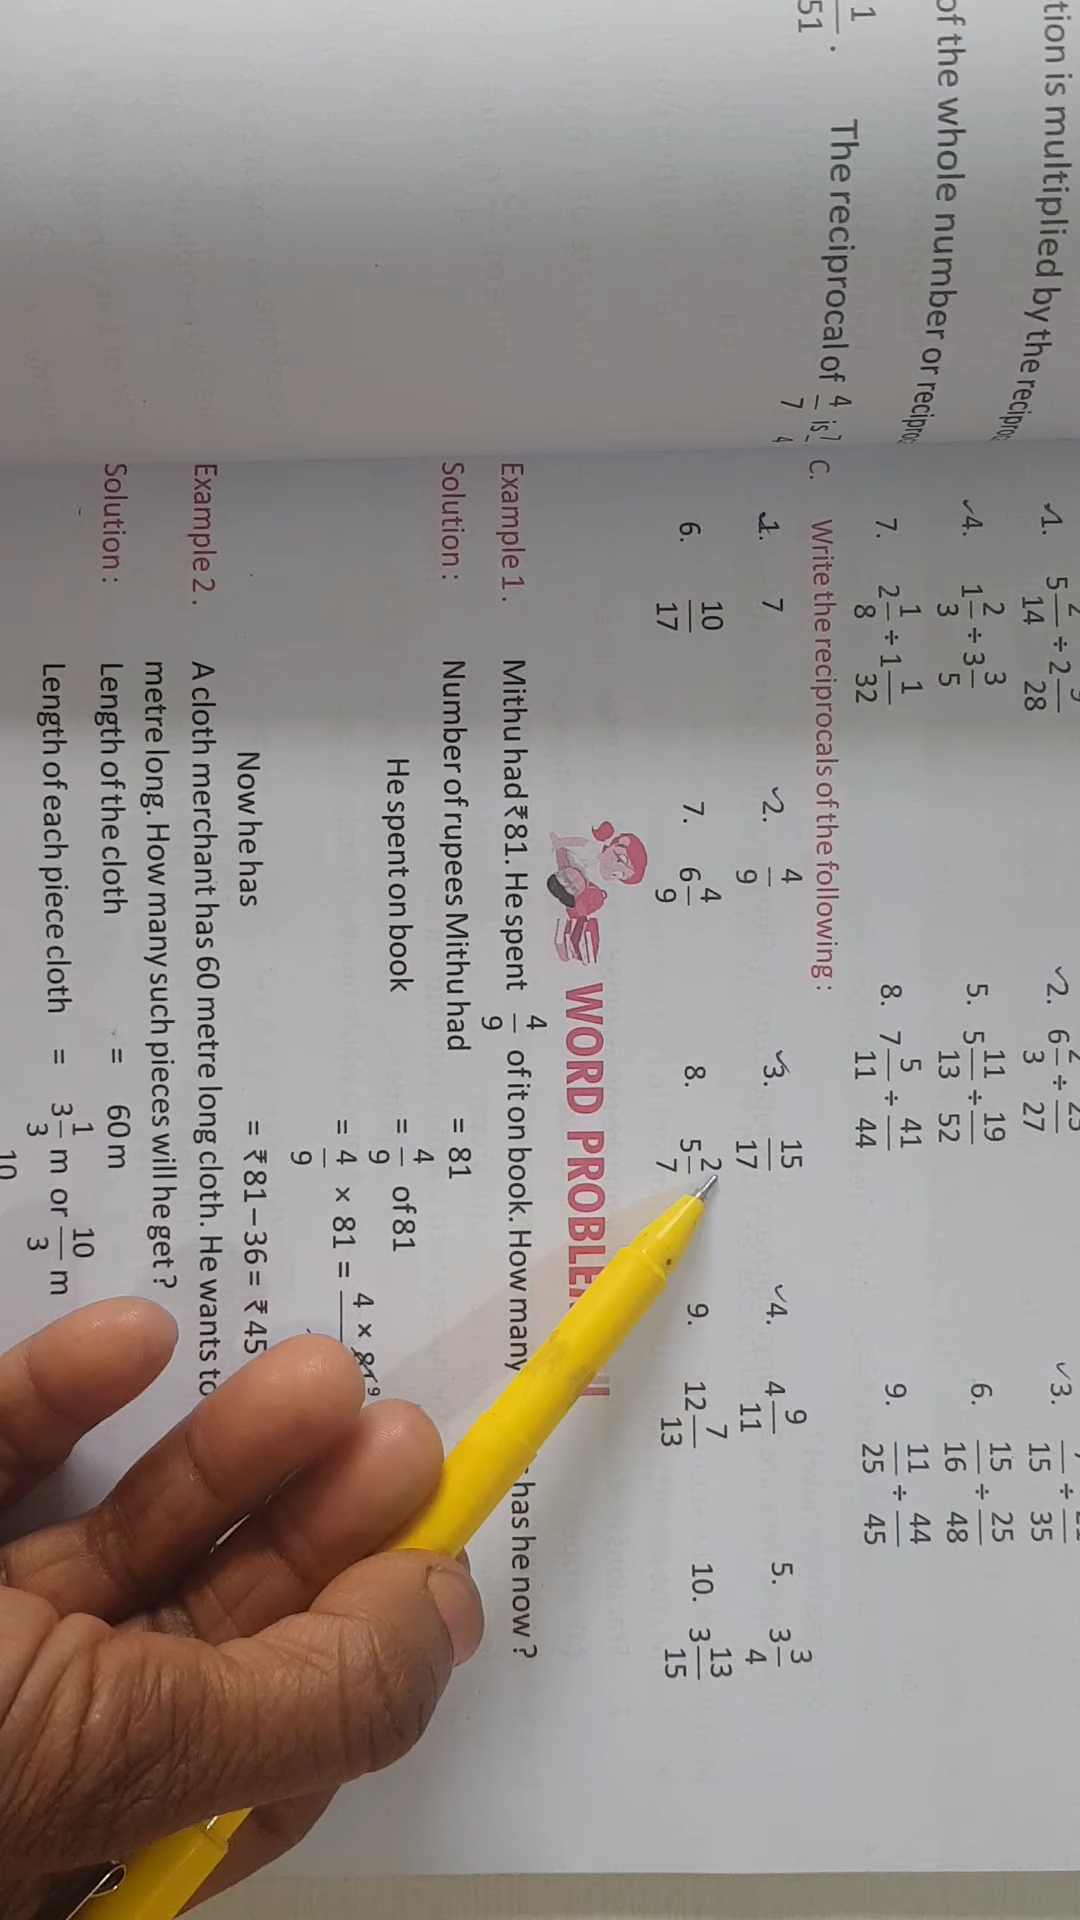 tion is multiplied by the recipro
of the whole number or recipro
1/51. The reciprocal of 4/7 is 7/4
1. 5 2/14 ÷ 2 /28 2. 6 2/3 ÷ 25/27 3. /15 ÷ /35
4. 1 2/3 ÷ 3 3/5 5. 5 11/13 ÷ 19/52 6. 15/16 ÷ 25/48
7. 2 1/8 ÷ 1 1/32 8. 7 5/11 ÷ 41/44 9. 11/25 ÷ 44/45
C. Write the reciprocals of the following :
1. 7 2. 4/9 3. 15/17 4. 4 9/11 5. 3 3/4
6. 10/17 7. 6 4/9 8. 5 2/7 9. 12 7/13 10. 3 13/15
WORD PROBLE
Example 1. Mithu had ₹ 81. He spent 4/9 of it on book. How many has he now ?
Solution : Number of rupees Mithu had = 81
He spent on book = 4/9 of 81
= 4/9 × 81 = 4 × 81 9
Now he has = ₹ 81 – 36 = ₹ 45
Example 2. A cloth merchant has 60 metre long cloth. He wants to
metre long. How many such pieces will he get ?
Solution : Length of the cloth = 60 m
Length of each piece cloth = 3 1/3 m or 10/3 m
10